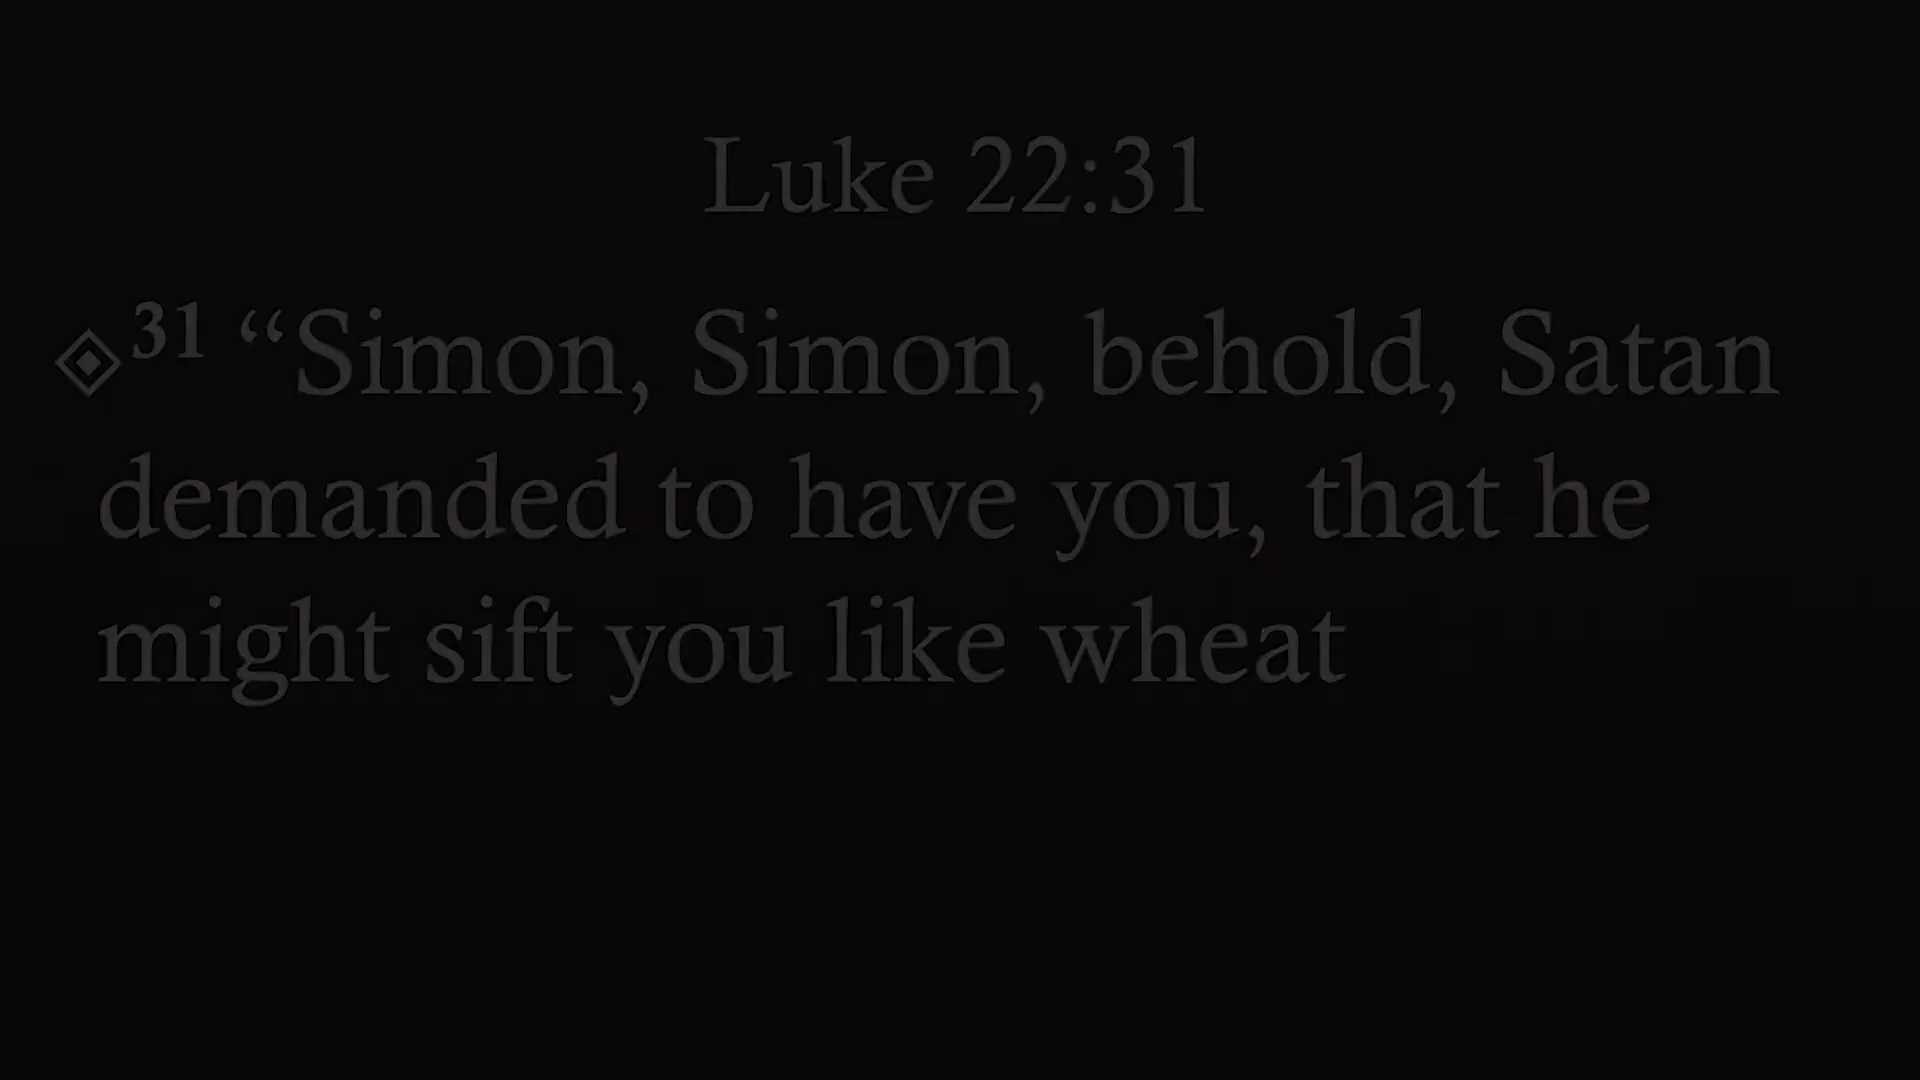 Luke 22:31
31 “Simon, Simon, behold, Satan
demanded to have you, that he
might sift you like wheat